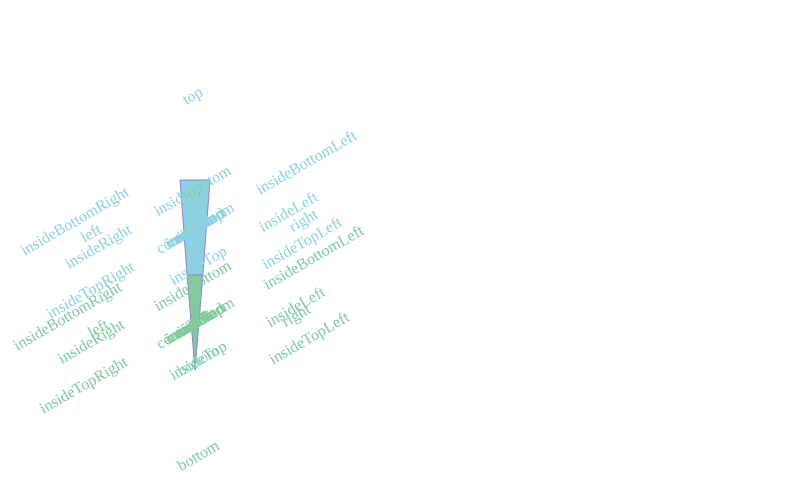 top
insideBottomLeft
insideBottomRight
left
insideLeft
right
insideRight
insideTop
insideTopLeft
insideTopRight
insideBottomLeft
insideBottom
insideBottomRight
left
insideLeft
right
insideRight
insideTopLeft
insideTop
insideTopRight
bottom